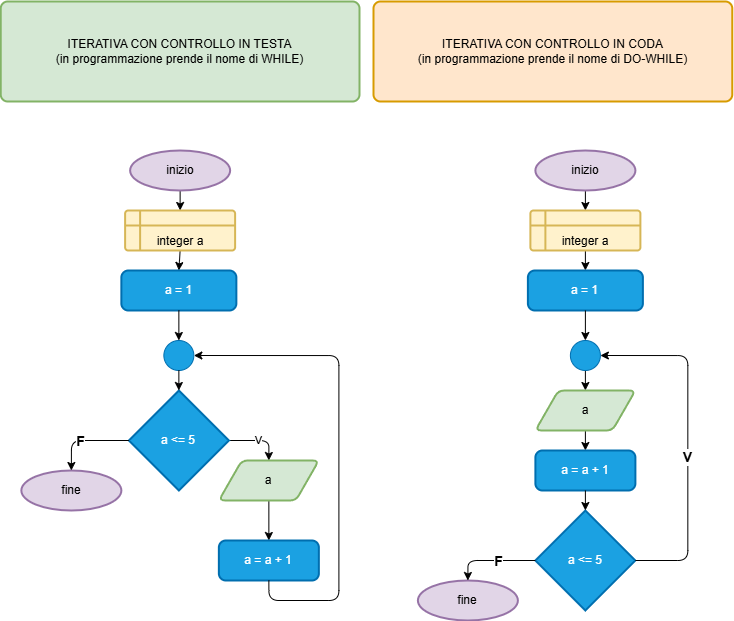 ITERATIVA CON CONTROLLO IN TESTA
(in programmazione prende il nome di WHILE)
inizio
integer a
a = 1
a <= 5
F
V
fine
a
a = a + 1
ITERATIVA CON CONTROLLO IN CODA
(in programmazione prende il nome di DO-WHILE)
inizio
integer a
a = 1
a
a = a + 1
a <= 5
V
F
fine